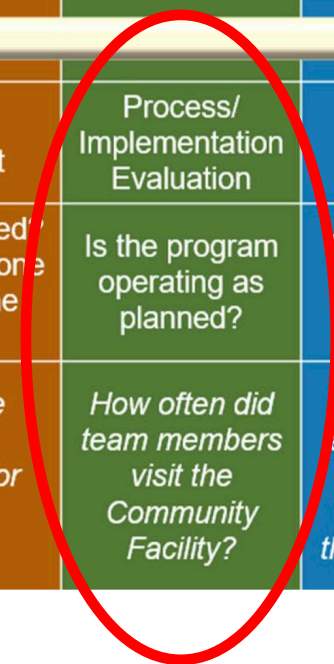 Process/
Implementation
Evaluation
Is the program
operating as
planned?
How often did
team members
visit the
Community
Facility?